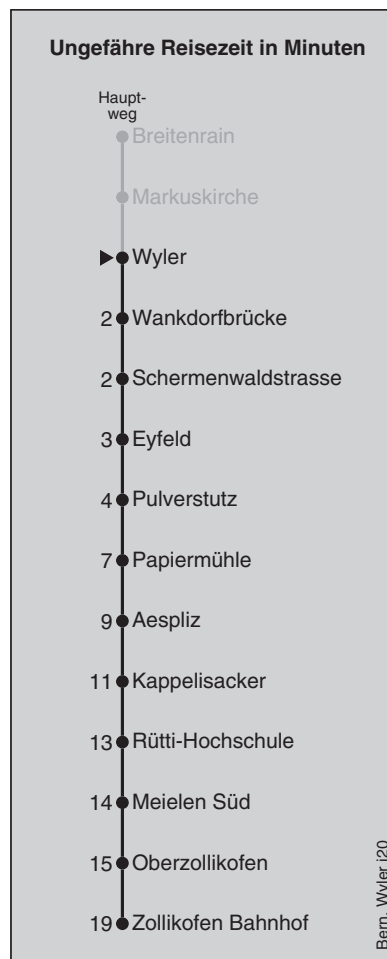 Ungefähre Reisezeit in Minuten
Haupt-
weg
Breitenrain
Markuskirche
Wyler
2 Wankdorfbrücke
2 Schermenwaldstrasse
3 Eyfeld
4 Pulverstutz
7 Papiermühle
9 Aespliz
11 Kappelisacker
13 Rütti-Hochschule
14 Meielen Süd
15 Oberzollikofen
19 Zollikofen Bahnhof
Bern, Wyler j20